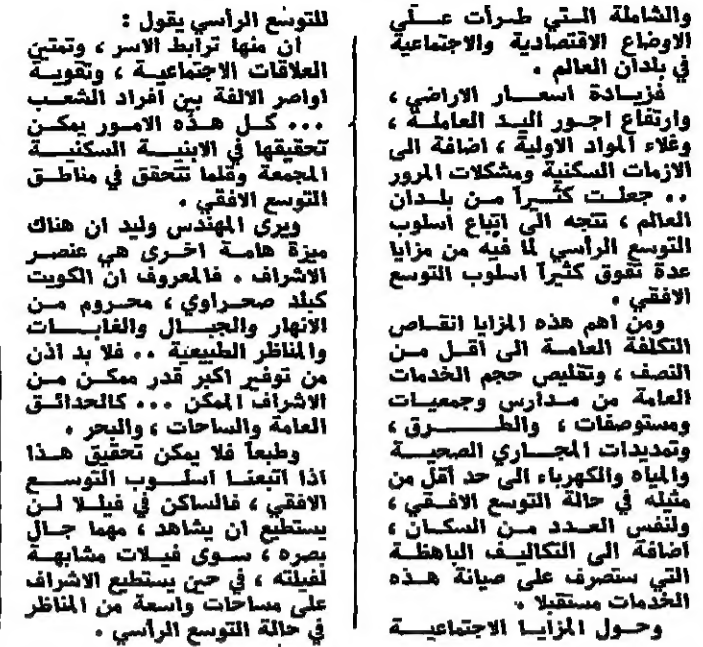 والشاملة التي طرأت علي
الاوضاع الاقتصادية والاجتماعية
في بلدان العالم .
فزيادة اسعار الاراضي ،
وارتفاع اجور اليد العاملة ،
وغلاء المواد الاولية ، اضافة الى
الازمات السكنية ومشكلات المرور
.. جعلت كثيراً من بلدان
العالم ، تتجه الى اتباع اسلوب
التوسع الرأسي لما فيه من مزايا
عدة تفوق كثيراً اسلوب التوسع
الافقي .
ومن اهم هذه المزايا انقاص
التكلفة العامة الى أقل من
النصف ، وتقليص حجم الخدمات
العامة من مدارس وجمعيات
ومستوصفات ، والطرق ،
وتمديدات المجاري الصحية
والمياه والكهرباء الى حد أقل من
مثيله في حالة التوسع الافقي ،
ولنفس العدد من السكان ،
اضافة الى التكاليف الباهظة
التي ستصرف على صيانة هذه
الخدمات مستقبلا .
وحول المزايا الاجتماعية
للتوسع الرأسي يقول :
ان منها ترابط الاسر ، وتمتين
العلاقات الاجتماعية ، وتقوية
اواصر الالفة بين افراد الشعب
... كل هذه الامور يمكن
تحقيقها في الابنية السكنية
المجمعة وقلما تتحقق في مناطق
التوسع الافقي .
ويرى المهندس وليد ان هناك
ميزة هامة اخرى هي عنصر
الاشراف . فالمعروف ان الكويت
كبلد صحراوي ، محروم من
الانهار والجبال والغابات
والمناظر الطبيعية .. فلا بد اذن
من توفير اكبر قدر ممكن من
الاشراف الممكن ... كالحدائق
العامة والساحات ، والبحر .
وطبعاً فلا يمكن تحقيق هذا
اذا اتبعنا اسلوب التوسع
الافقي ، فالساكن في فيلا لن
يستطيع ان يشاهد ، مهما جال
بصره ، سوى فيلات مشابهة
لفيلته ، في حين يستطيع الاشراف
على مساحات واسعة من المناظر
في حالة التوسع الرأسي .